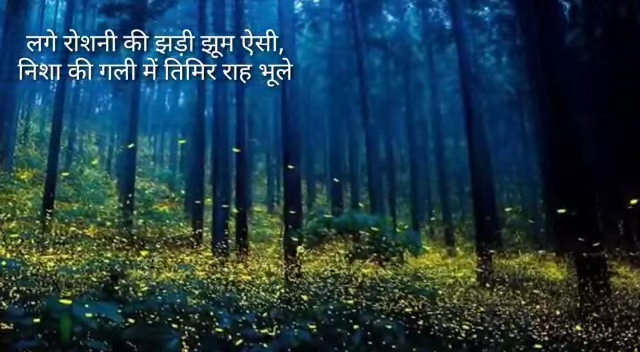 लगे रोशनी की झड़ी झूम ऐसी,
निशा की गली में तिमिर राह भूले